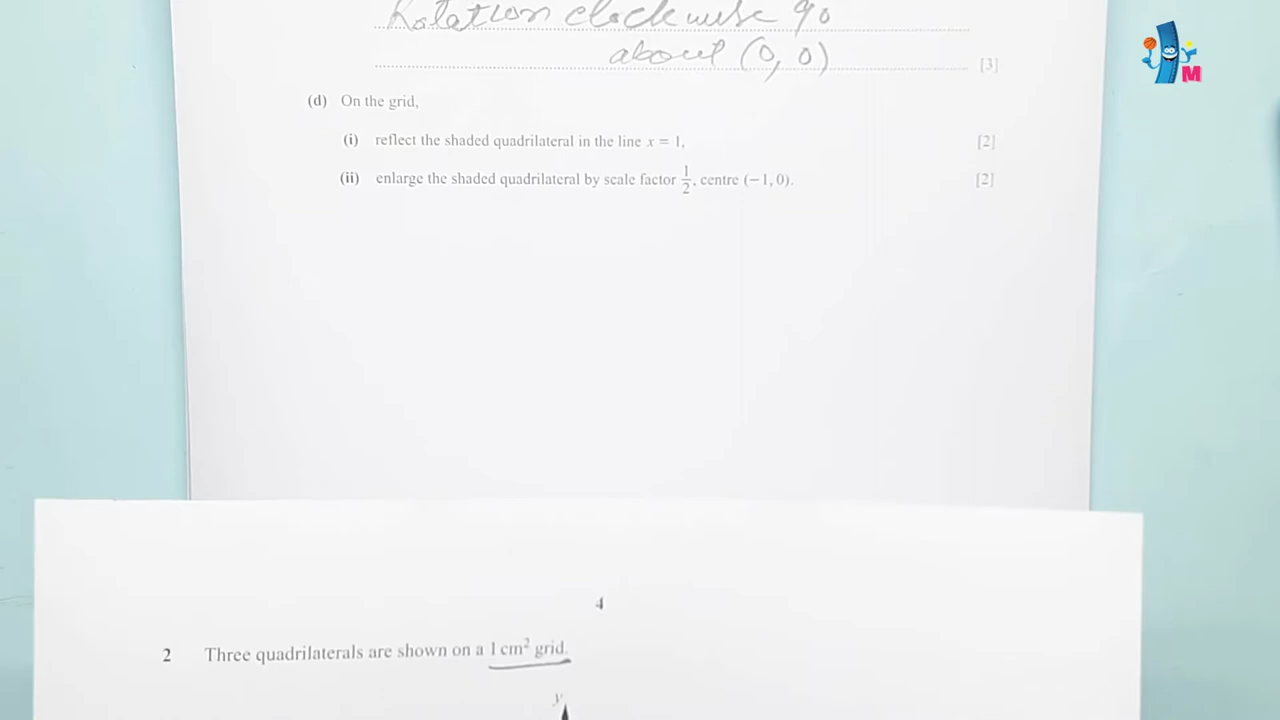 Rotation clockwise 90
about (0, 0) [3]
(d) On the grid,
(i) reflect the shaded quadrilateral in the line x = 1, [2]
(ii) enlarge the shaded quadrilateral by scale factor 1/2, centre (−1, 0). [2]
4
2 Three quadrilaterals are shown on a 1 cm² grid.
y
M